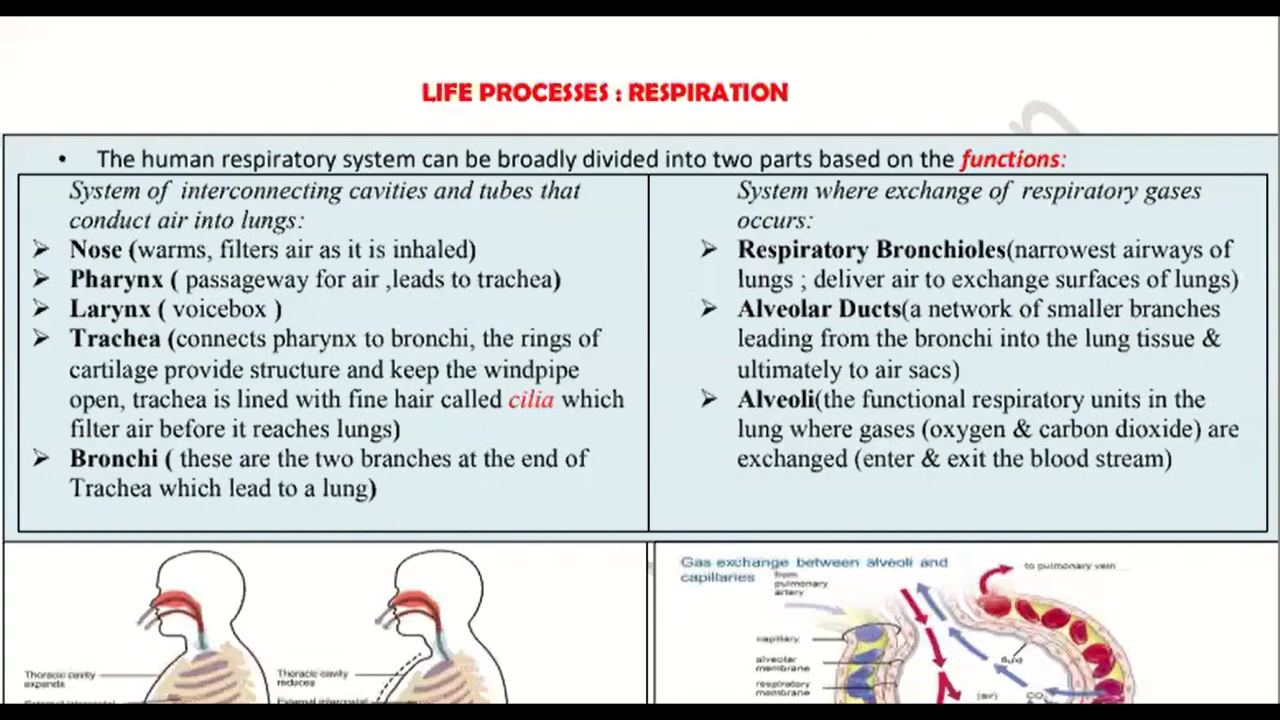 LIFE PROCESSES : RESPIRATION
• The human respiratory system can be broadly divided into two parts based on the functions:
System of interconnecting cavities and tubes that
conduct air into lungs:
➢ Nose (warms, filters air as it is inhaled)
➢ Pharynx ( passageway for air ,leads to trachea)
➢ Larynx ( voicebox )
➢ Trachea (connects pharynx to bronchi, the rings of
cartilage provide structure and keep the windpipe
open, trachea is lined with fine hair called cilia which
filter air before it reaches lungs)
➢ Bronchi ( these are the two branches at the end of
Trachea which lead to a lung)
System where exchange of respiratory gases
occurs:
➢ Respiratory Bronchioles(narrowest airways of
lungs ; deliver air to exchange surfaces of lungs)
➢ Alveolar Ducts(a network of smaller branches
leading from the bronchi into the lung tissue &
ultimately to air sacs)
➢ Alveoli(the functional respiratory units in the
lung where gases (oxygen & carbon dioxide) are
exchanged (enter & exit the blood stream)
Thoracic cavity
expands
Thoracic cavity
reduces
Gas exchange between alveoli and
capillaries
from
pulmonary
artery
to pulmonary vein
capillary
alveolar
membrane
respiratory
membrane
fluid
(air)